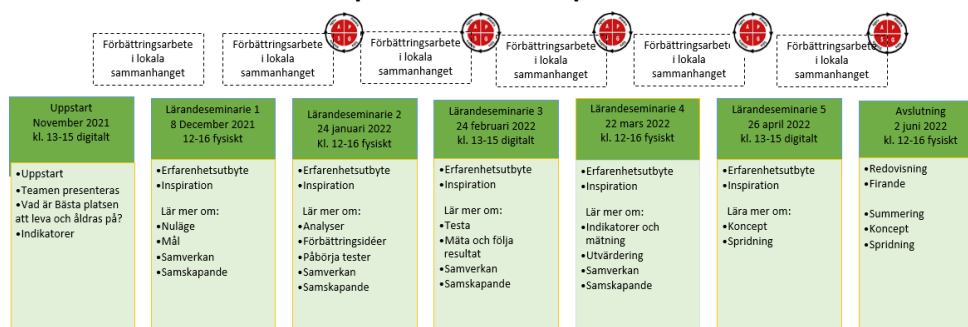 Förbättringsarbete
i lokala
sammanhanget
Förbättringsarbete
i lokala
sammanhanget
Förbättringsarbete
i lokala
sammanhanget
Förbättringsarbete
i lokala
sammanhanget
Förbättringsarbete
i lokala
sammanhanget
Förbättringsarbete
i lokala
sammanhanget
A P
S G
A P
S G
A P
S G
A P
S G
A P
S G
Uppstart
November 2021
kl. 13-15 digitalt
•Uppstart
•Teamen presenteras
•Vad är Bästa platsen
att leva och åldras på?
•Indikatorer
Lärandeseminarie 1
8 December 2021
12-16 fysiskt
•Erfarenhetsutbyte
•Inspiration
Lär mer om:
•Nuläge
•Mål
•Samverkan
•Samskapande
Lärandeseminarie 2
24 januari 2022
Kl. 12-16 fysiskt
•Erfarenhetsutbyte
•Inspiration
Lär mer om:
•Analyser
•Förbättringsidéer
•Påbörja tester
•Samverkan
•Samskapande
Lärandeseminarie 3
24 februari 2022
kl. 13-15 digitalt
•Erfarenhetsutbyte
•Inspiration
Lär mer om:
•Testa
•Mäta och följa
resultat
•Samverkan
•Samskapande
Lärandeseminarie 4
22 mars 2022
kl. 12-16 fysiskt
•Erfarenhetsutbyte
•Inspiration
Lär mer om:
•Indikatorer och
mätning
•Utvärdering
•Samverkan
•Samskapande
Lärandeseminarie 5
26 april 2022
kl. 13-15 digitalt
•Erfarenhetsutbyte
•Inspiration
Lära mer om:
•Koncept
•Spridning
Avslutning
2 juni 2022
kl. 12-16 fysiskt
•Redovisning
•Firande
•Summering
•Koncept
•Spridning